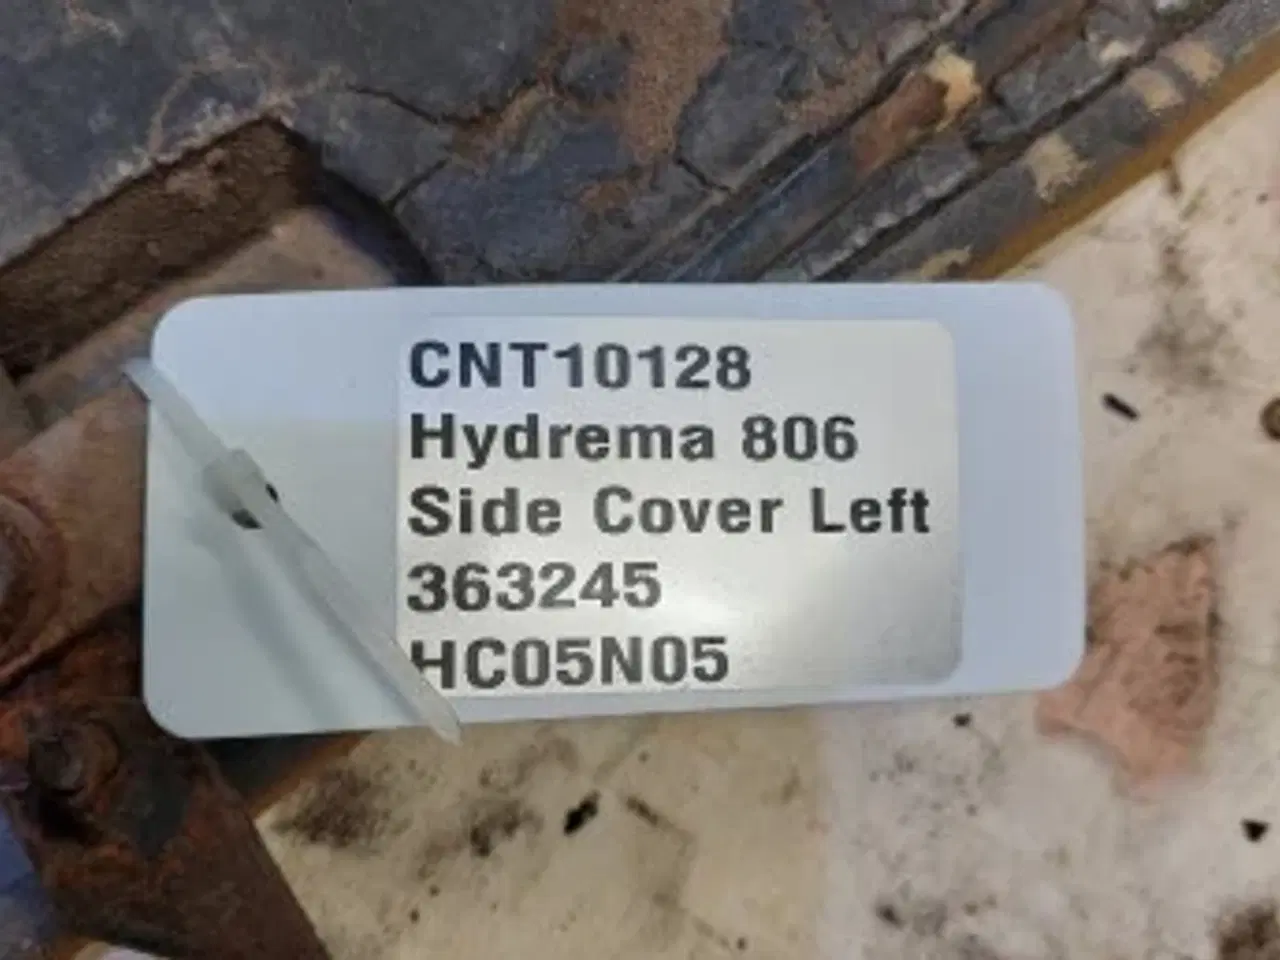 CNT10128
Hydrema 806
Side Cover Left
363245
HC05N05